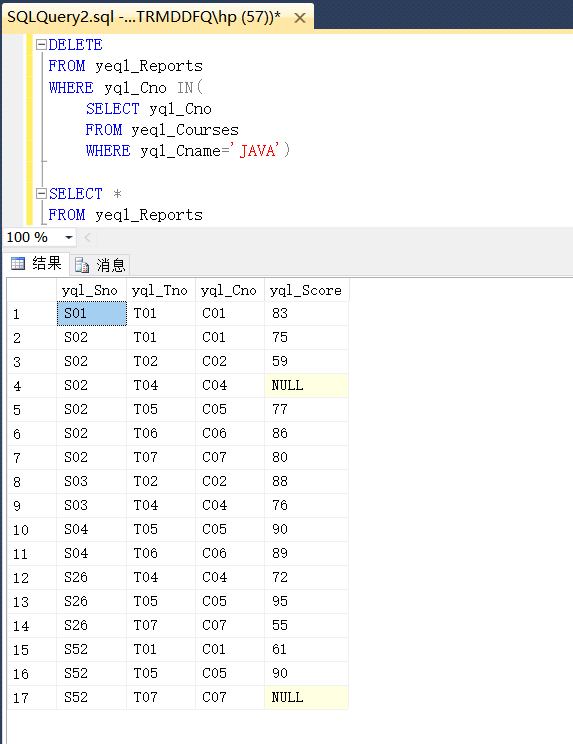 SQLQuery2.sql -...TRMDDFQ\hp (57))*
DELETE
FROM yeql_Reports
WHERE yql_Cno IN(
SELECT yql_Cno
FROM yeql_Courses
WHERE yql_Cname='JAVA')
SELECT *
FROM yeql_Reports
100 %
结果 消息
yql_Sno yql_Tno yql_Cno yql_Score
1 S01 T01 C01 83
2 S02 T01 C01 75
3 S02 T02 C02 59
4 S02 T04 C04 NULL
5 S02 T05 C05 77
6 S02 T06 C06 86
7 S02 T07 C07 80
8 S03 T02 C02 88
9 S03 T04 C04 76
10 S04 T05 C05 90
11 S04 T06 C06 89
12 S26 T04 C04 72
13 S26 T05 C05 95
14 S26 T07 C07 55
15 S52 T01 C01 61
16 S52 T05 C05 90
17 S52 T07 C07 NULL